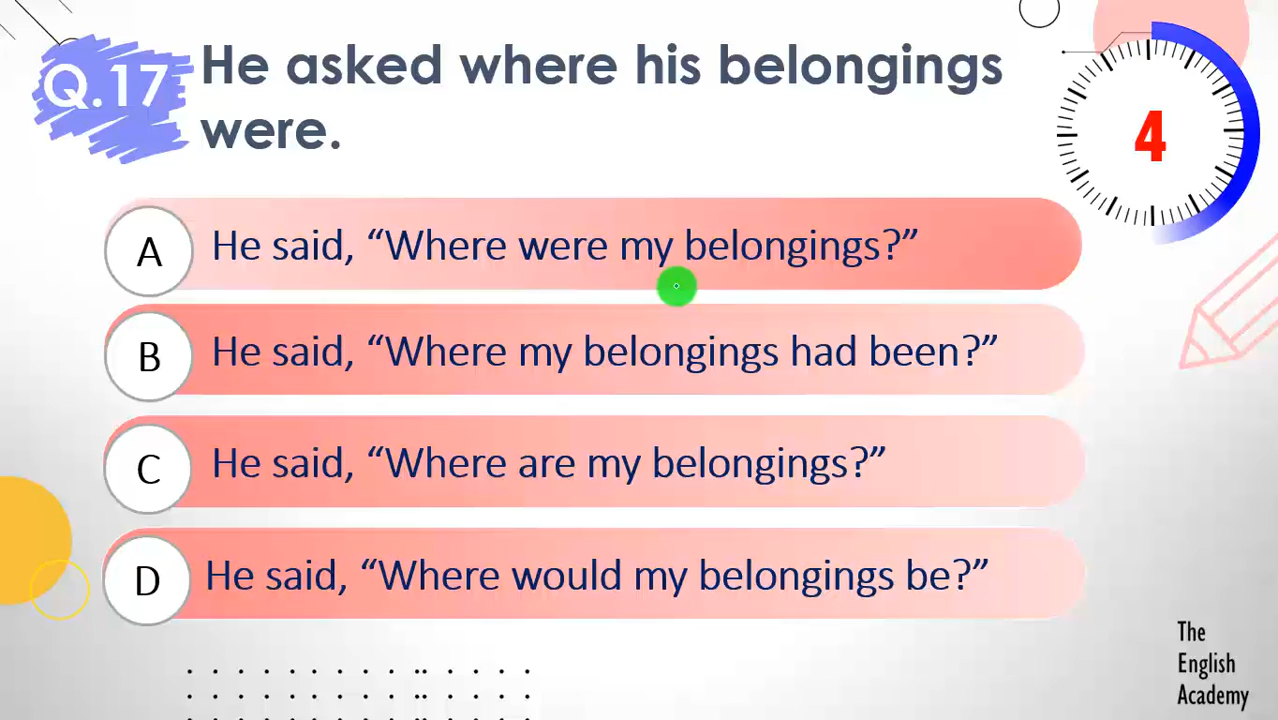 Q.17
He asked where his belongings
were.
4
A
He said, “Where were my belongings?”
B
He said, “Where my belongings had been?”
C
He said, “Where are my belongings?”
D
He said, “Where would my belongings be?”
The
English
Academy